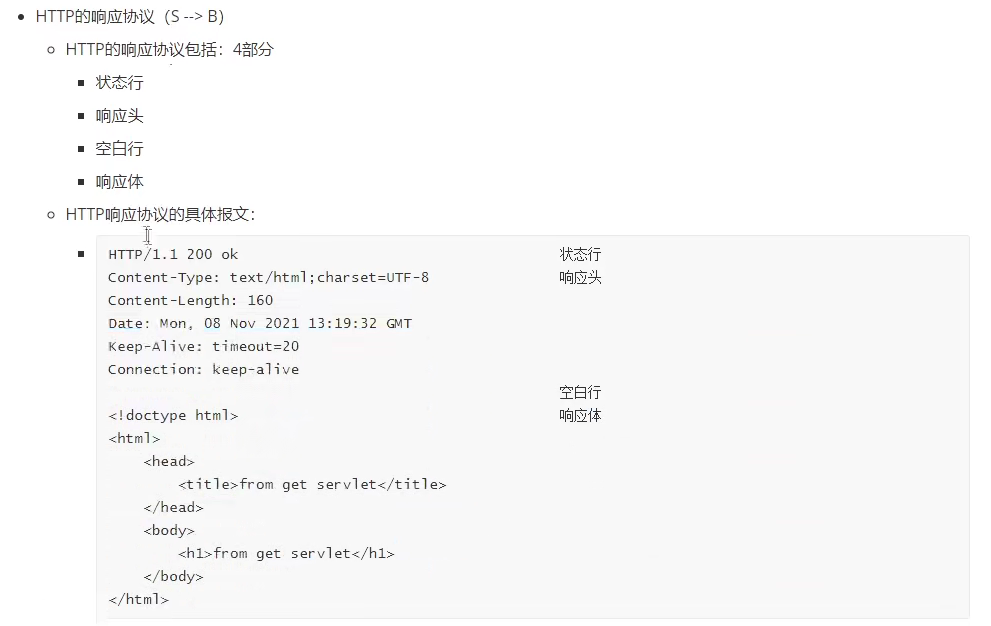 HTTP的响应协议（S --> B）
HTTP的响应协议包括：4部分
状态行
响应头
空白行
响应体
HTTP响应协议的具体报文：
HTTP/1.1 200 ok 状态行
Content-Type: text/html;charset=UTF-8 响应头
Content-Length: 160
Date: Mon, 08 Nov 2021 13:19:32 GMT
Keep-Alive: timeout=20
Connection: keep-alive
空白行
<!doctype html> 响应体
<html>
<head>
<title>from get servlet</title>
</head>
<body>
<h1>from get servlet</h1>
</body>
</html>